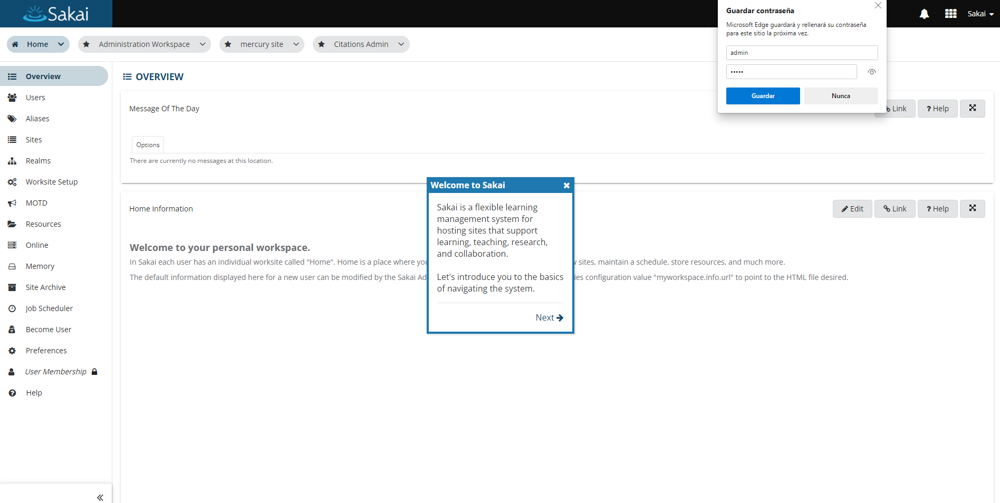 Sakai
Sakai
Home
Administration Workspace
mercury site
Citations Admin
Guardar contraseña
Microsoft Edge guardará y rellenará su contraseña
para este sitio la próxima vez.
admin
•••••
Guardar
Nunca
Overview
Users
Aliases
Sites
Realms
Worksite Setup
MOTD
Resources
Online
Memory
Site Archive
Job Scheduler
Become User
Preferences
User Membership
Help
OVERVIEW
Message Of The Day
Link
? Help
Options
There are currently no messages at this location.
Home Information
Edit
Link
? Help
Welcome to your personal workspace.
In Sakai each user has an individual worksite called "Home". Home is a place where you sites, maintain a schedule, store resources, and much more.
The default information displayed here for a new user can be modified by the Sakai configuration value "myworkspace.info.url" to point to the HTML file desired.
Welcome to Sakai
Sakai is a flexible learning
management system for
hosting sites that support
learning, teaching, research,
and collaboration.
Let's introduce you to the basics
of navigating the system.
Next